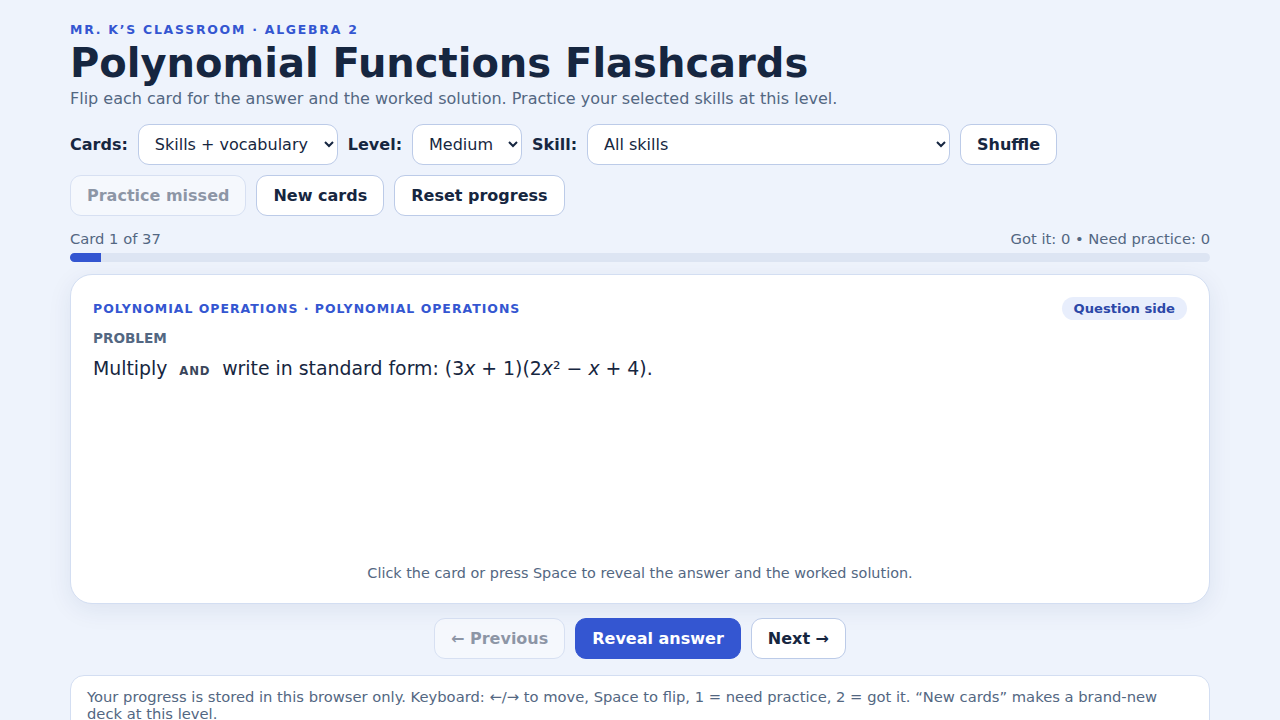 MR. K’S CLASSROOM · ALGEBRA 2
Polynomial Functions Flashcards
Flip each card for the answer and the worked solution. Practice your selected skills at this level.
Cards: Skills + vocabulary Level: Medium Skill: All skills Shuffle
Practice missed New cards Reset progress
Card 1 of 37 Got it: 0 • Need practice: 0
POLYNOMIAL OPERATIONS · POLYNOMIAL OPERATIONS Question side
PROBLEM
Multiply AND write in standard form: (3x + 1)(2x² − x + 4).
Click the card or press Space to reveal the answer and the worked solution.
← Previous Reveal answer Next →
Your progress is stored in this browser only. Keyboard: ←/→ to move, Space to flip, 1 = need practice, 2 = got it. “New cards” makes a brand-new
deck at this level.